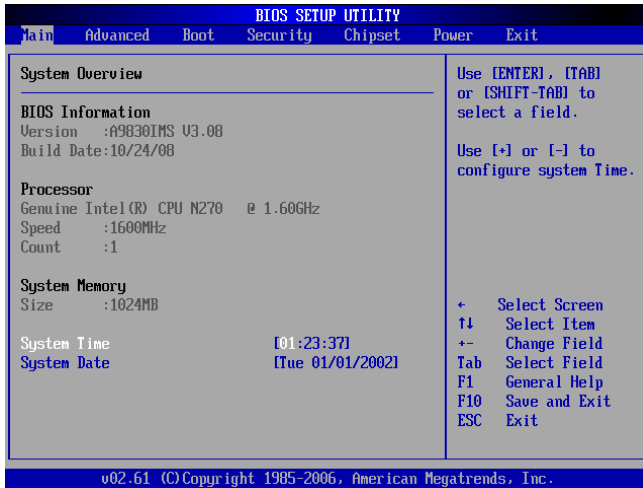 BIOS SETUP UTILITY
Main Advanced Boot Security Chipset Power Exit
System Overview
BIOS Information
Version :A9830IMS V3.08
Build Date:10/24/08
Processor
Genuine Intel(R) CPU N270 @ 1.60GHz
Speed :1600MHz
Count :1
System Memory
Size :1024MB
System Time [01:23:37]
System Date [Tue 01/01/2002]
Use [ENTER], [TAB]
or [SHIFT-TAB] to
select a field.
Use [+] or [-] to
configure system Time.
← Select Screen
↑↓ Select Item
+- Change Field
Tab Select Field
F1 General Help
F10 Save and Exit
ESC Exit
v02.61 (C)Copyright 1985-2006, American Megatrends, Inc.